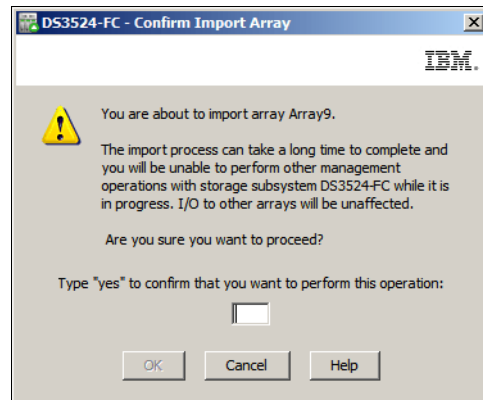 DS3524-FC - Confirm Import Array
IBM.
You are about to import array Array9.
The import process can take a long time to complete and
you will be unable to perform other management
operations with storage subsystem DS3524-FC while it is
in progress. I/O to other arrays will be unaffected.
Are you sure you want to proceed?
Type "yes" to confirm that you want to perform this operation:
OK Cancel Help